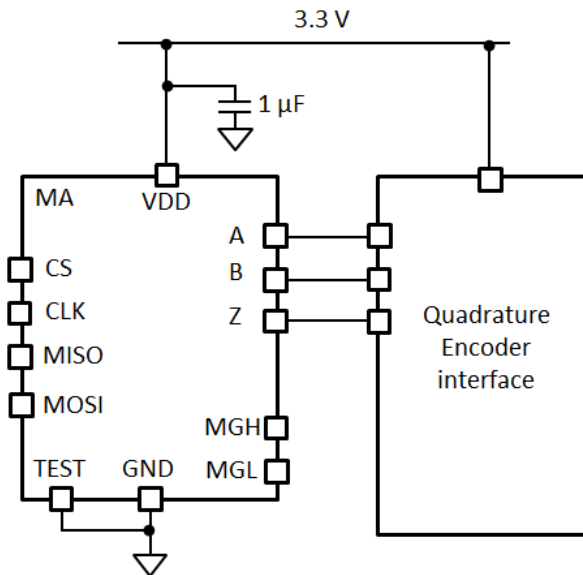 3.3 V
1 µF
MA
VDD
A
CS
B
CLK
Z
Quadrature
Encoder
interface
MISO
MOSI
MGH
TEST
GND
MGL